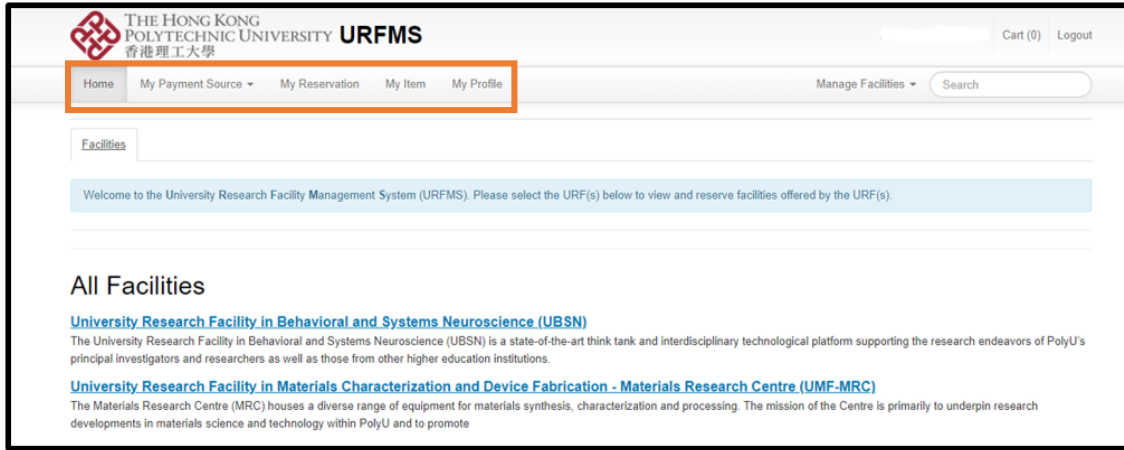 THE HONG KONG
POLYTECHNIC UNIVERSITY URFMS
香港理工大學
Cart (0) Logout
Home My Payment Source My Reservation My Item My Profile
Manage Facilities Search
Facilities
Welcome to the University Research Facility Management System (URFMS). Please select the URF(s) below to view and reserve facilities offered by the URF(s).
All Facilities
University Research Facility in Behavioral and Systems Neuroscience (UBSN)
The University Research Facility in Behavioral and Systems Neuroscience (UBSN) is a state-of-the-art think tank and interdisciplinary technological platform supporting the research endeavors of PolyU's
principal investigators and researchers as well as those from other higher education institutions.
University Research Facility in Materials Characterization and Device Fabrication - Materials Research Centre (UMF-MRC)
The Materials Research Centre (MRC) houses a diverse range of equipment for materials synthesis, characterization and processing. The mission of the Centre is primarily to underpin research
developments in materials science and technology within PolyU and to promote